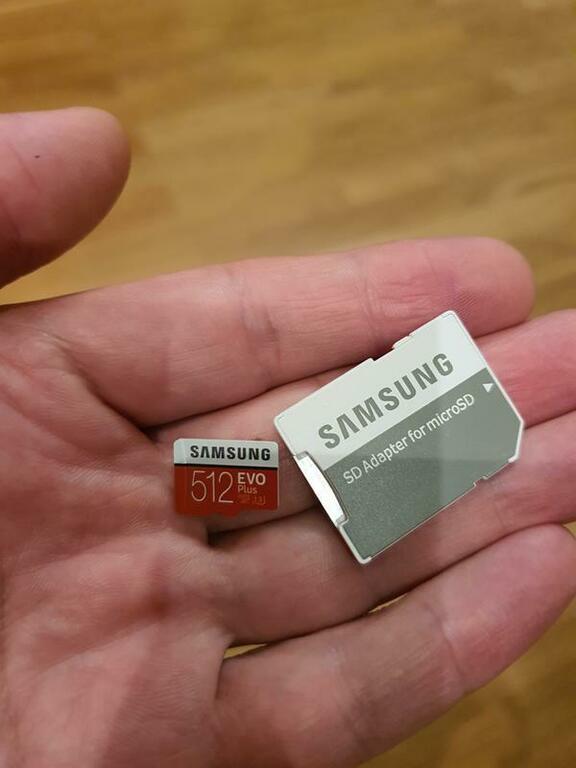 SAMSUNG
512 EVO
Plus
SAMSUNG
SD Adapter for microSD